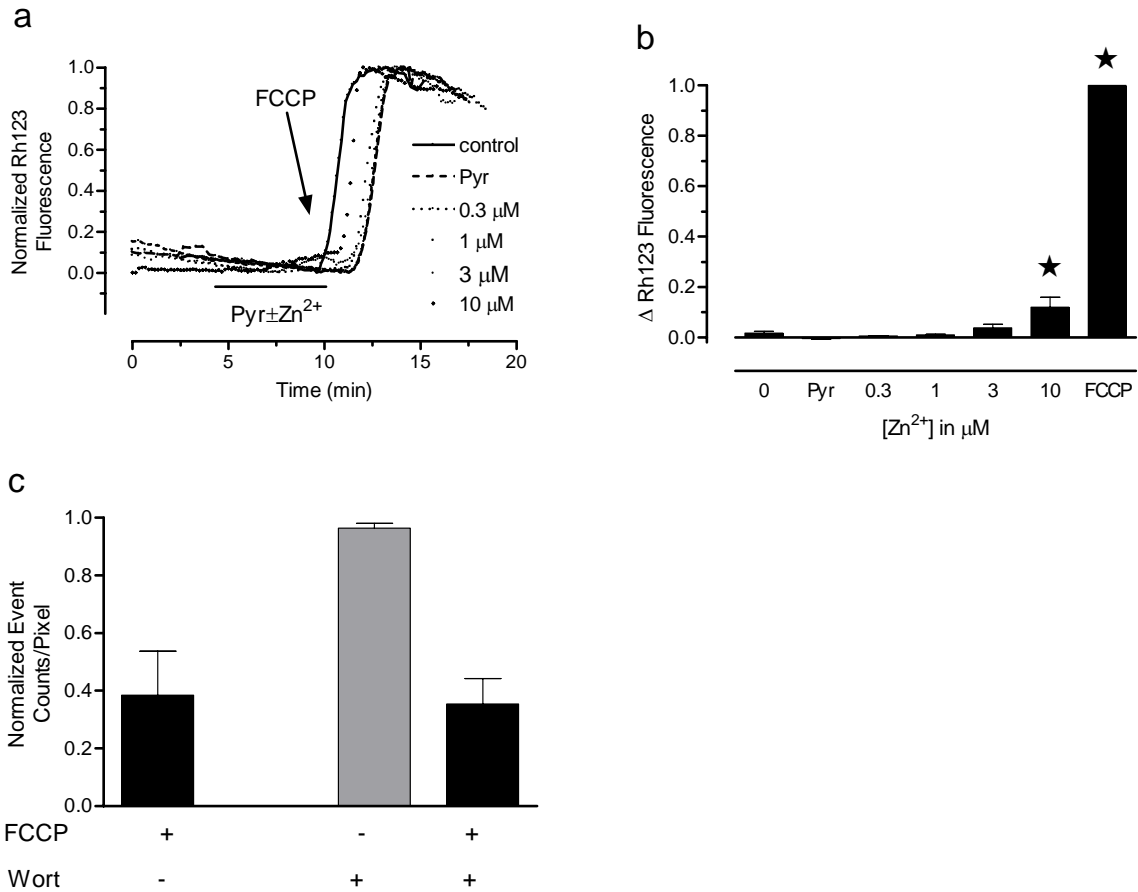 a
Normalized Rh123
Fluorescence
1.0
0.8
0.6
0.4
0.2
0.0
FCCP
control
Pyr
0.3 μM
1 μM
3 μM
10 μM
Pyr±Zn²⁺
0 5 10 15 20
Time (min)
b
Δ Rh123 Fluorescence
1.0
0.8
0.6
0.4
0.2
0.0
★
★
0 Pyr 0.3 1 3 10 FCCP
[Zn²⁺] in μM
c
Normalized Event
Counts/Pixel
1.0
0.8
0.6
0.4
0.2
0.0
FCCP + - +
Wort - + +